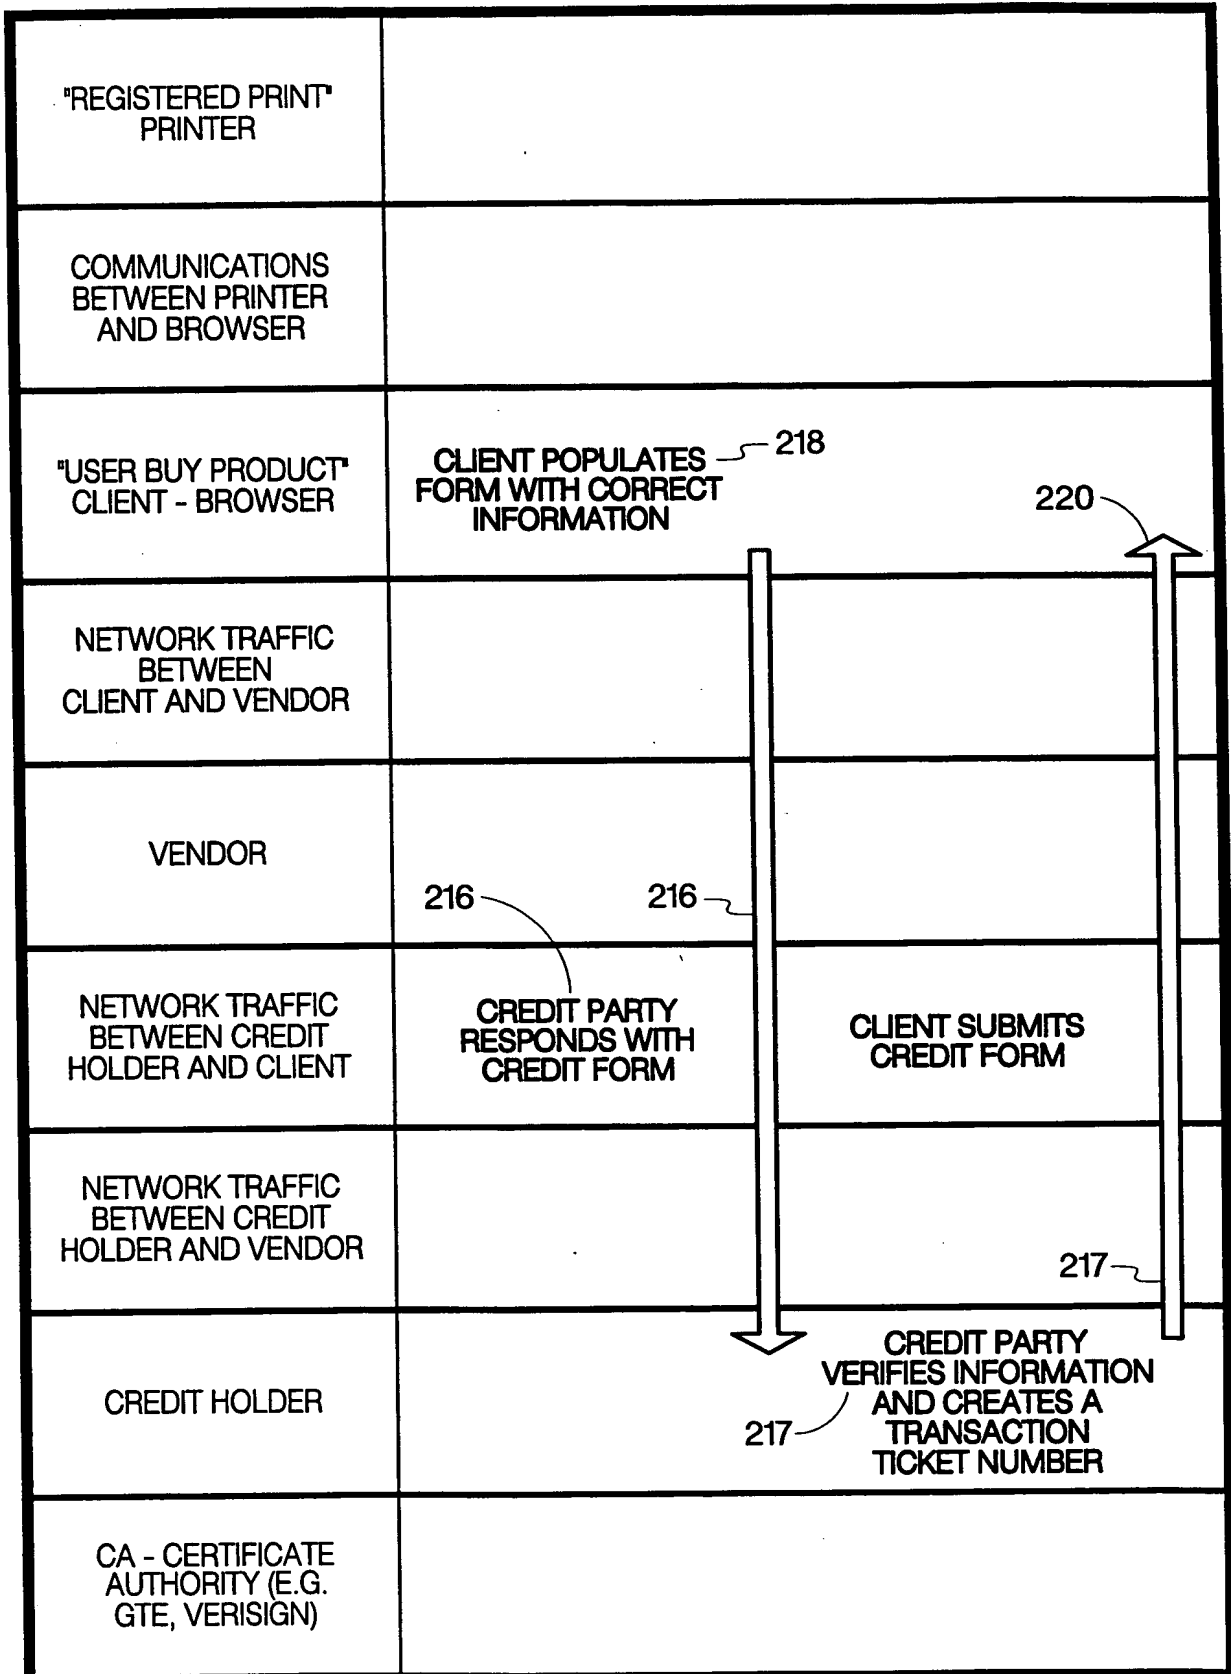 "REGISTERED PRINT"
PRINTER
COMMUNICATIONS
BETWEEN PRINTER
AND BROWSER
"USER BUY PRODUCT"
CLIENT - BROWSER
CLIENT POPULATES
FORM WITH CORRECT
INFORMATION
218
220
NETWORK TRAFFIC
BETWEEN
CLIENT AND VENDOR
VENDOR
216
216
NETWORK TRAFFIC
BETWEEN CREDIT
HOLDER AND CLIENT
CREDIT PARTY
RESPONDS WITH
CREDIT FORM
CLIENT SUBMITS
CREDIT FORM
NETWORK TRAFFIC
BETWEEN CREDIT
HOLDER AND VENDOR
217
CREDIT HOLDER
217
CREDIT PARTY
VERIFIES INFORMATION
AND CREATES A
TRANSACTION
TICKET NUMBER
CA - CERTIFICATE
AUTHORITY (E.G.
GTE, VERISIGN)